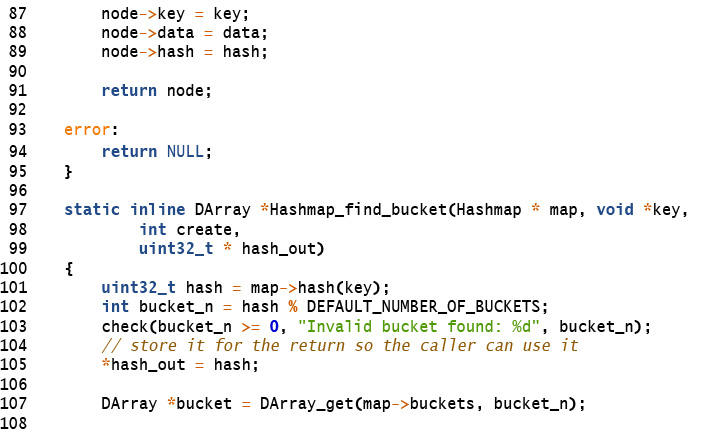 87 node->key = key;
88 node->data = data;
89 node->hash = hash;
90
91 return node;
92
93 error:
94 return NULL;
95 }
96
97 static inline DArray *Hashmap_find_bucket(Hashmap * map, void *key,
98 int create,
99 uint32_t * hash_out)
100 {
101 uint32_t hash = map->hash(key);
102 int bucket_n = hash % DEFAULT_NUMBER_OF_BUCKETS;
103 check(bucket_n >= 0, "Invalid bucket found: %d", bucket_n);
104 // store it for the return so the caller can use it
105 *hash_out = hash;
106
107 DArray *bucket = DArray_get(map->buckets, bucket_n);
108